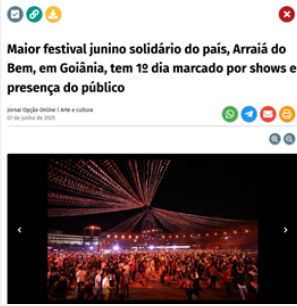 Maior festival junino solidário do país, Arraiá do
Bem, em Goiânia, tem 1º dia marcado por shows e
presença do público
Jornal Opção Online | Arte e cultura
07 de junho de 2025